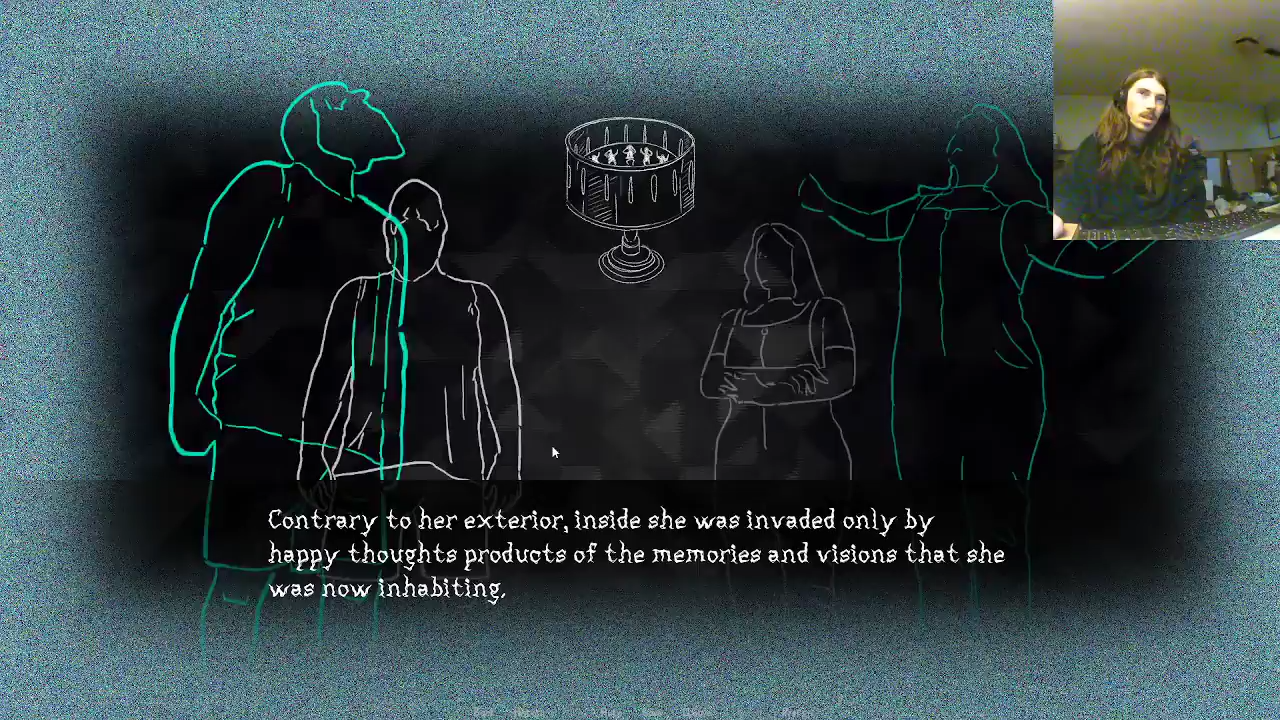 Contrary to her exterior, inside she was invaded only by
happy thoughts products of the memories and visions that she
was now inhabiting.